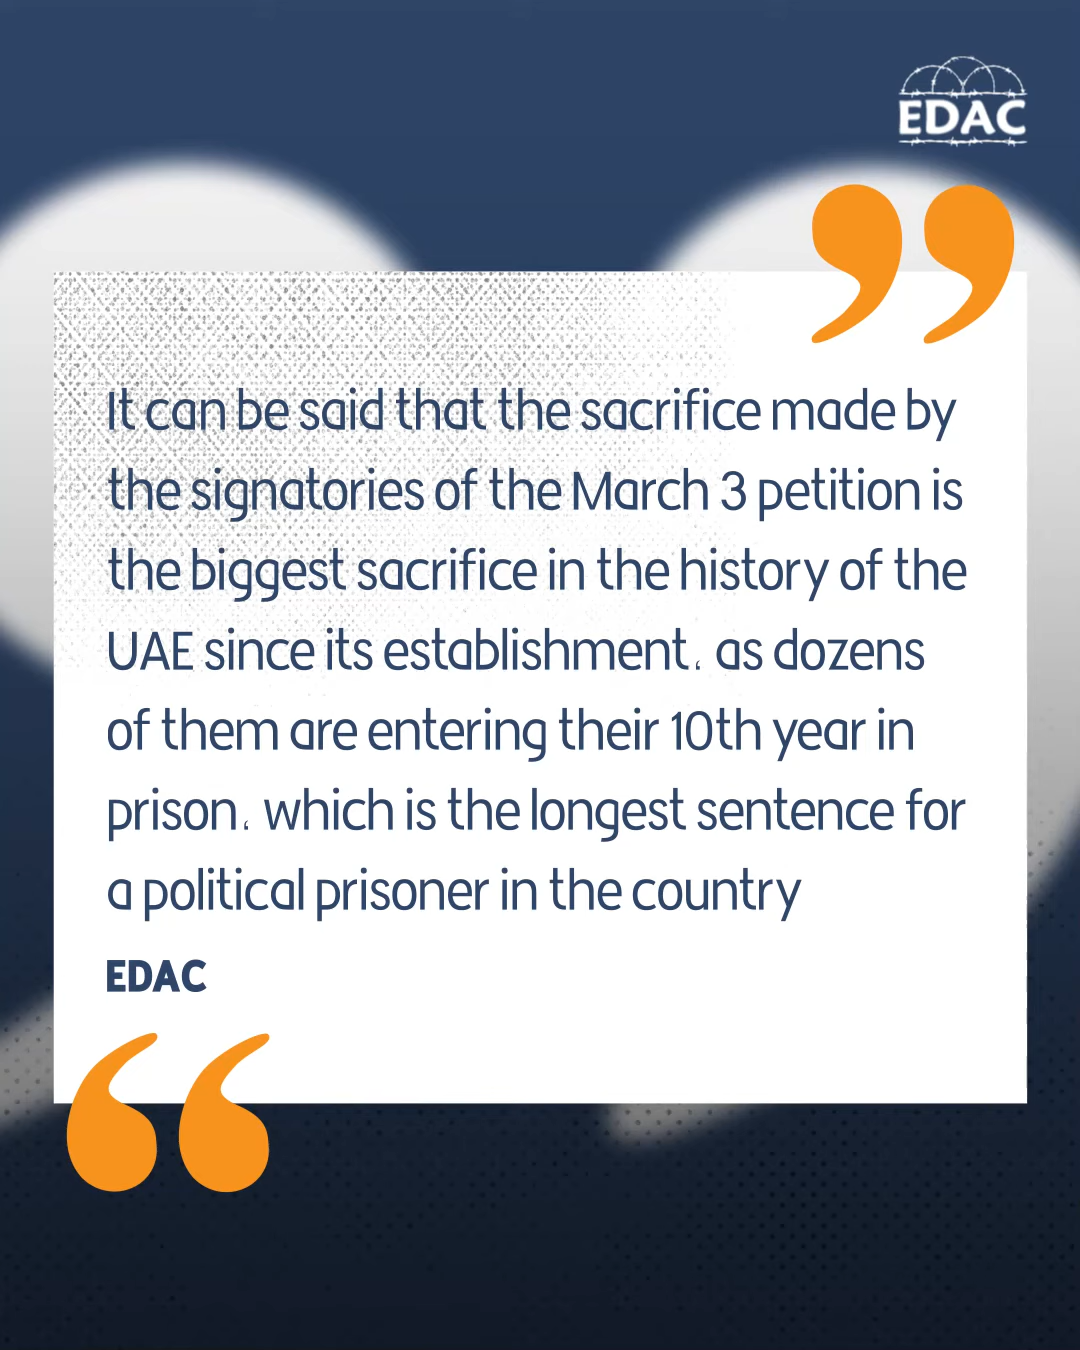 EDAC
It can be said that the sacrifice made by
the signatories of the March 3 petition is
the biggest sacrifice in the history of the
UAE since its establishment، as dozens
of them are entering their 10th year in
prison، which is the longest sentence for
a political prisoner in the country
EDAC